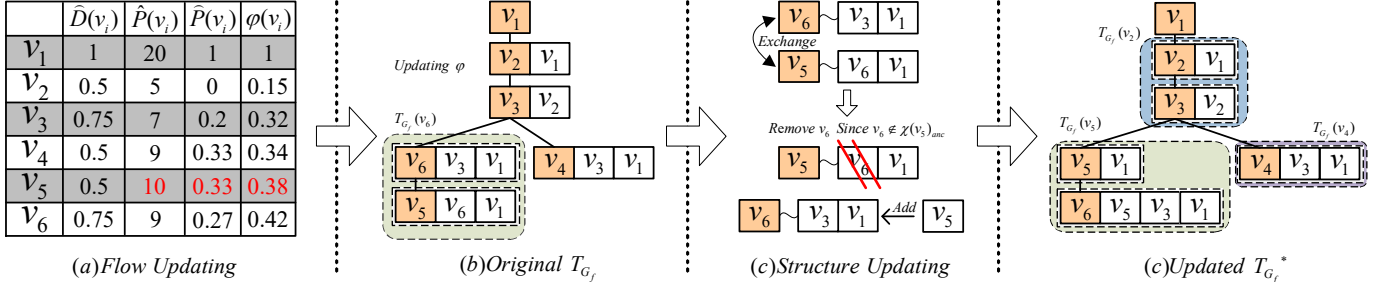 D̂(vᵢ) P̂(vᵢ) P̂(vᵢ) φ(vᵢ)
v₁ 1 20 1 1
v₂ 0.5 5 0 0.15
v₃ 0.75 7 0.2 0.32
v₄ 0.5 9 0.33 0.34
v₅ 0.5 10 0.33 0.38
v₆ 0.75 9 0.27 0.42
(a)Flow Updating
v₁
Updating φ
v₂ v₁
v₃ v₂
T_{G_f}(v₆)
v₆ v₃ v₁
v₄ v₃ v₁
v₅ v₆ v₁
(b)Original T_{G_f}
v₆ v₃ v₁
Exchange
v₅ v₆ v₁
Remove v₆ Since v₆ ∉ χ(v₅)_{anc}
v₅ v₆ v₁
v₆ v₃ v₁ Add v₅
(c)Structure Updating
v₁
T_{G_f}(v₂)
v₂ v₁
v₃ v₂
T_{G_f}(v₅)
T_{G_f}(v₄)
v₅ v₁
v₄ v₃ v₁
v₆ v₅ v₃ v₁
(c)Updated T_{G_f}*